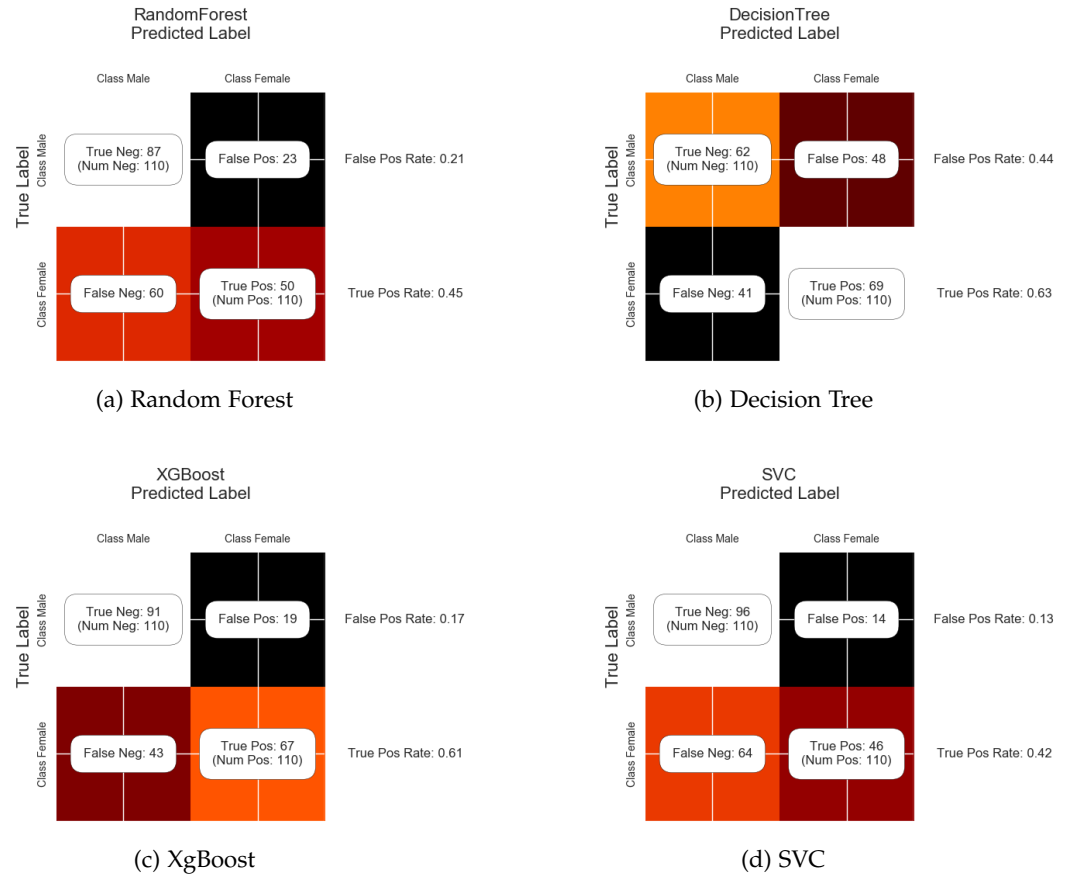 RandomForest
Predicted Label
Class Male
Class Female
True Label
Class Male
True Neg: 87
(Num Neg: 110)
False Pos: 23
False Pos Rate: 0.21
Class Female
False Neg: 60
True Pos: 50
(Num Pos: 110)
True Pos Rate: 0.45
(a) Random Forest
DecisionTree
Predicted Label
Class Male
Class Female
True Label
Class Male
True Neg: 62
(Num Neg: 110)
False Pos: 48
False Pos Rate: 0.44
Class Female
False Neg: 41
True Pos: 69
(Num Pos: 110)
True Pos Rate: 0.63
(b) Decision Tree
XGBoost
Predicted Label
Class Male
Class Female
True Label
Class Male
True Neg: 91
(Num Neg: 110)
False Pos: 19
False Pos Rate: 0.17
Class Female
False Neg: 43
True Pos: 67
(Num Pos: 110)
True Pos Rate: 0.61
(c) XgBoost
SVC
Predicted Label
Class Male
Class Female
True Label
Class Male
True Neg: 96
(Num Neg: 110)
False Pos: 14
False Pos Rate: 0.13
Class Female
False Neg: 64
True Pos: 46
(Num Pos: 110)
True Pos Rate: 0.42
(d) SVC